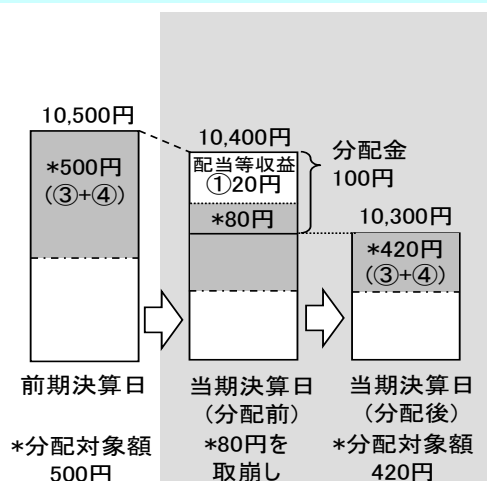 10,500円
*500円
(③+④)
前期決算日
*分配対象額
500円
10,400円
配当等収益
①20円
*80円
分配金
100円
当期決算日
(分配前)
*80円を
取崩し
10,300円
*420円
(③+④)
当期決算日
(分配後)
*分配対象額
420円